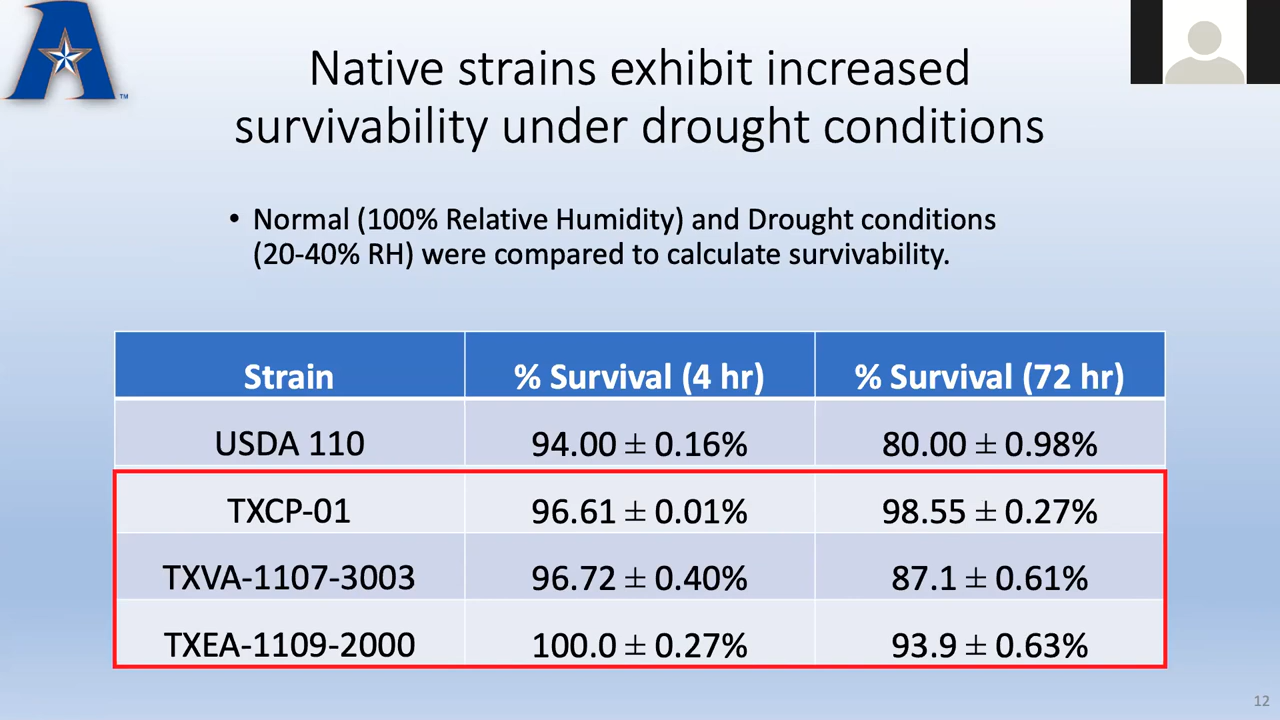 A
TM
Native strains exhibit increased
survivability under drought conditions
• Normal (100% Relative Humidity) and Drought conditions
(20-40% RH) were compared to calculate survivability.
Strain % Survival (4 hr) % Survival (72 hr)
USDA 110 94.00 ± 0.16% 80.00 ± 0.98%
TXCP-01 96.61 ± 0.01% 98.55 ± 0.27%
TXVA-1107-3003 96.72 ± 0.40% 87.1 ± 0.61%
TXEA-1109-2000 100.0 ± 0.27% 93.9 ± 0.63%
12